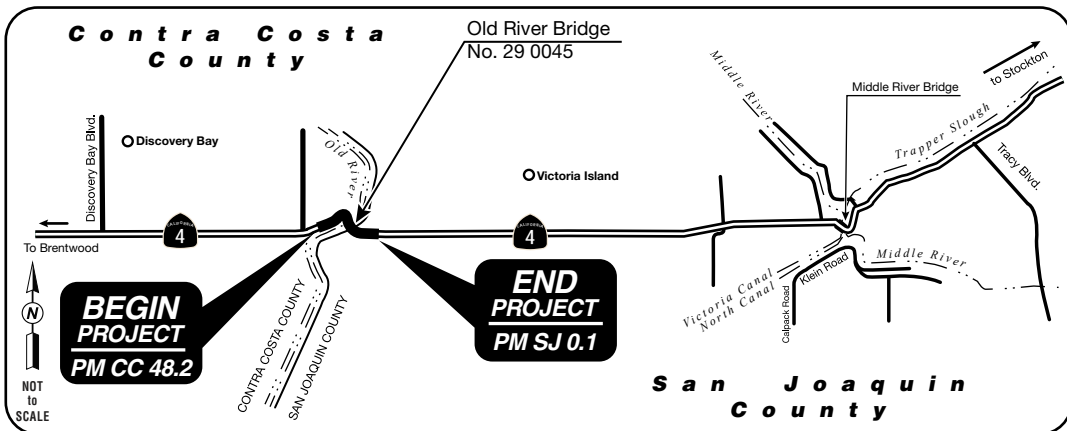 Contra Costa
County
Old River Bridge
No. 29 0045
Discovery Bay Blvd.
Discovery Bay
Old River
Victoria Island
Middle River
Middle River Bridge
to Stockton
Trapper Slough
Tracy Blvd.
To Brentwood
CALIFORNIA
4
CALIFORNIA
4
BEGIN
PROJECT
PM CC 48.2
END
PROJECT
PM SJ 0.1
CONTRA COSTA COUNTY
SAN JOAQUIN COUNTY
Victoria Canal
North Canal
Calpack Road
Klein Road
Middle River
N
NOT
to
SCALE
San Joaquin
County